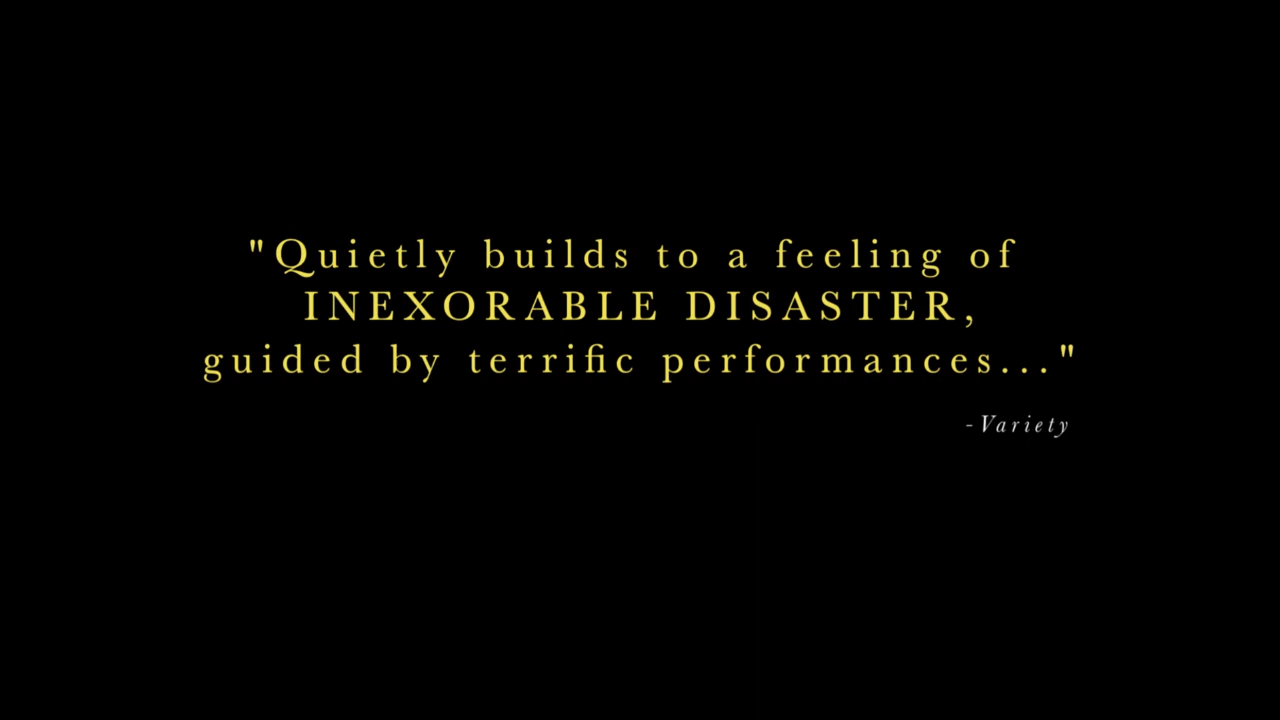 "Quietly builds to a feeling of
INEXORABLE DISASTER,
guided by terrific performances..."
-Variety